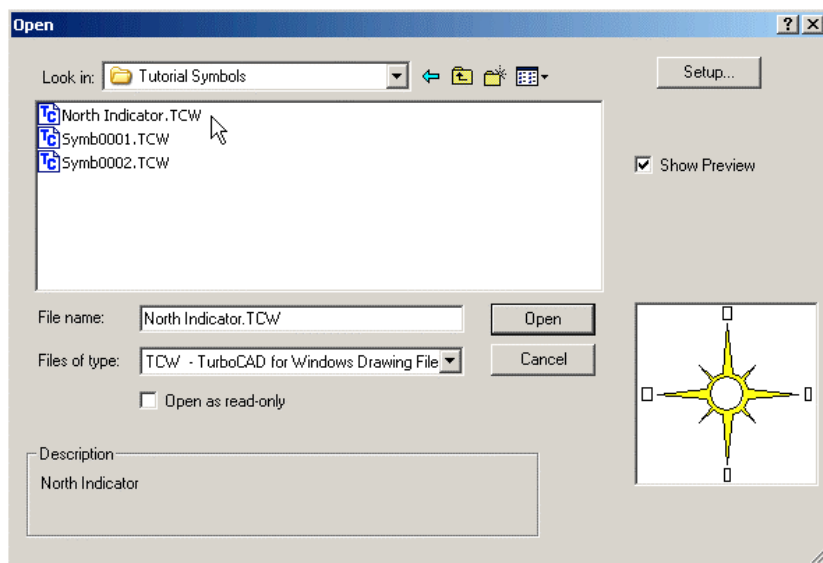 Open
Look in: Tutorial Symbols
Setup...
North Indicator.TCW
Symb0001.TCW
Symb0002.TCW
Show Preview
File name: North Indicator.TCW
Open
Files of type: TCW - TurboCAD for Windows Drawing File
Cancel
Open as read-only
Description
North Indicator